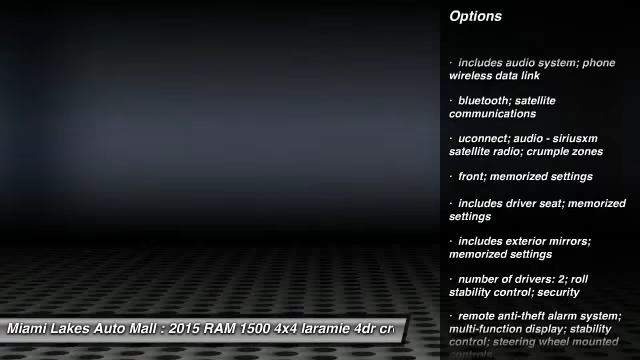 Options
· includes audio system; phone
wireless data link
· bluetooth; satellite
communications
· uconnect; audio - siriusxm
satellite radio; crumple zones
· front; memorized settings
· includes driver seat; memorized
settings
· includes exterior mirrors;
memorized settings
· number of drivers: 2; roll
stability control; security
· remote anti-theft alarm system;
multi-function display; stability
control; steering wheel mounted
controls
Miami Lakes Auto Mall : 2015 RAM 1500 4x4 laramie 4dr cre